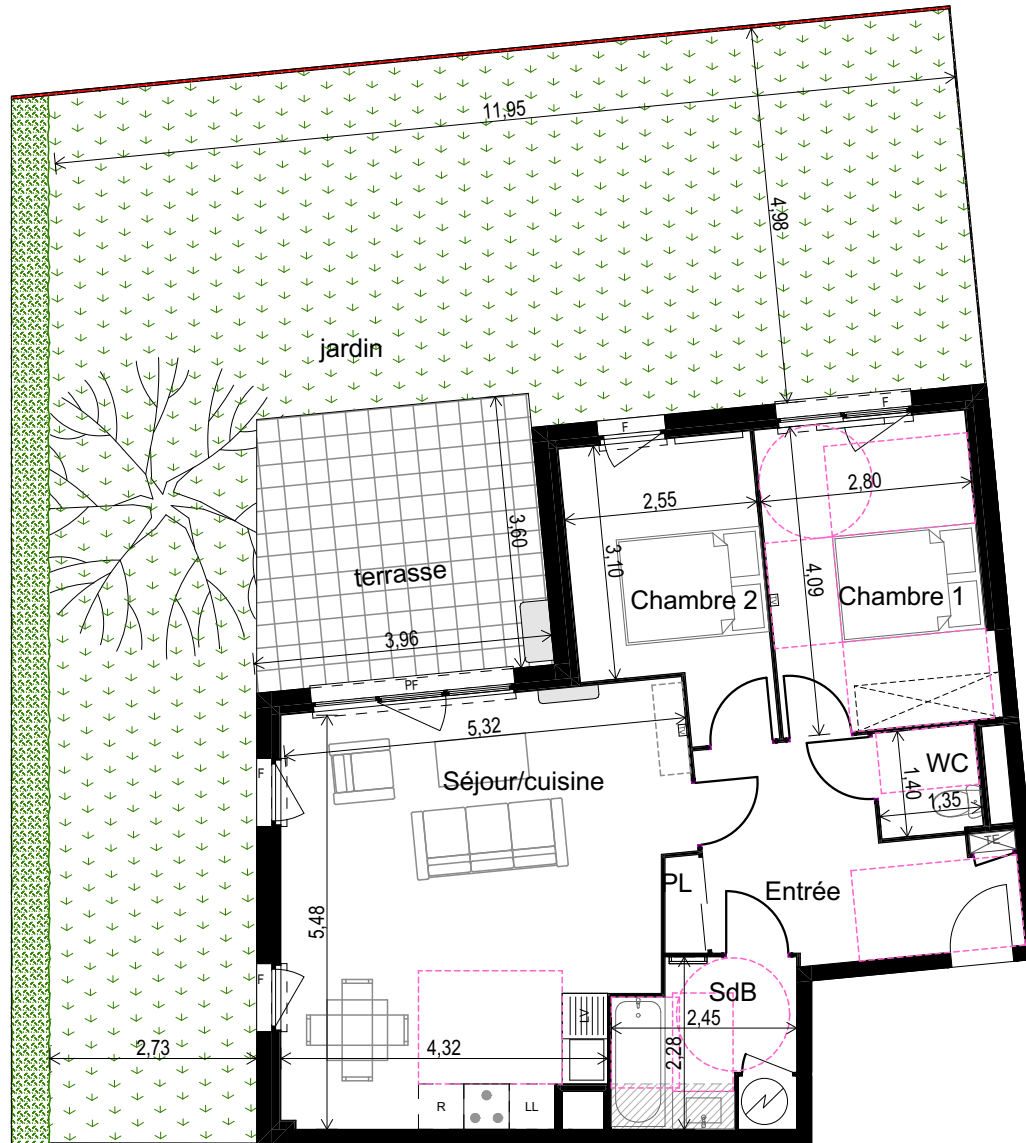 11,95
4,98
jardin
F
F
2,55
2,80
3,60
3,10
4,09
terrasse
Chambre 2
Chambre 1
3,96
PF
5,32
F
Séjour/cuisine
WC
1,40
1,35
TE
PL
Entrée
5,48
F
SdB
LV
2,45
2,73
4,32
2,28
R
LL